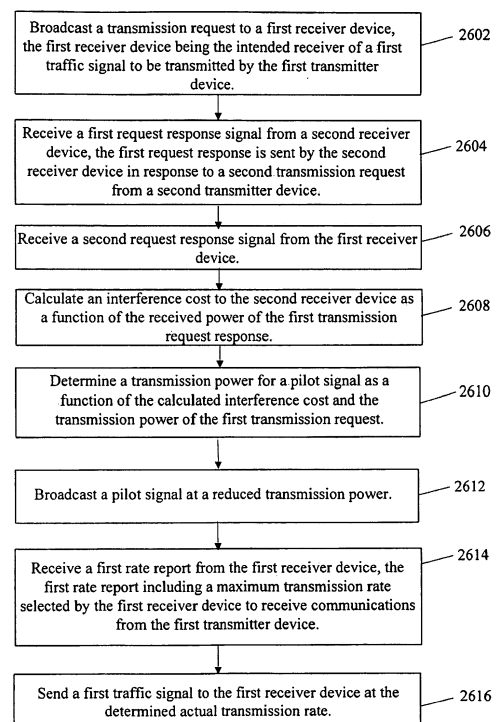 Broadcast a transmission request to a first receiver device,
the first receiver device being the intended receiver of a first
traffic signal to be transmitted by the first transmitter
device.
2602
Receive a first request response signal from a second receiver
device, the first request response is sent by the second
receiver device in response to a second transmission request
from a second transmitter device.
2604
Receive a second request response signal from the first receiver
device.
2606
Calculate an interference cost to the second receiver device as
a function of the received power of the first transmission
request response.
2608
Determine a transmission power for a pilot signal as a
function of the calculated interference cost and the
transmission power of the first transmission request.
2610
Broadcast a pilot signal at a reduced transmission power.
2612
Receive a first rate report from the first receiver device, the
first rate report including a maximum transmission rate
selected by the first receiver device to receive communications
from the first transmitter device.
2614
Send a first traffic signal to the first receiver device at the
determined actual transmission rate.
2616